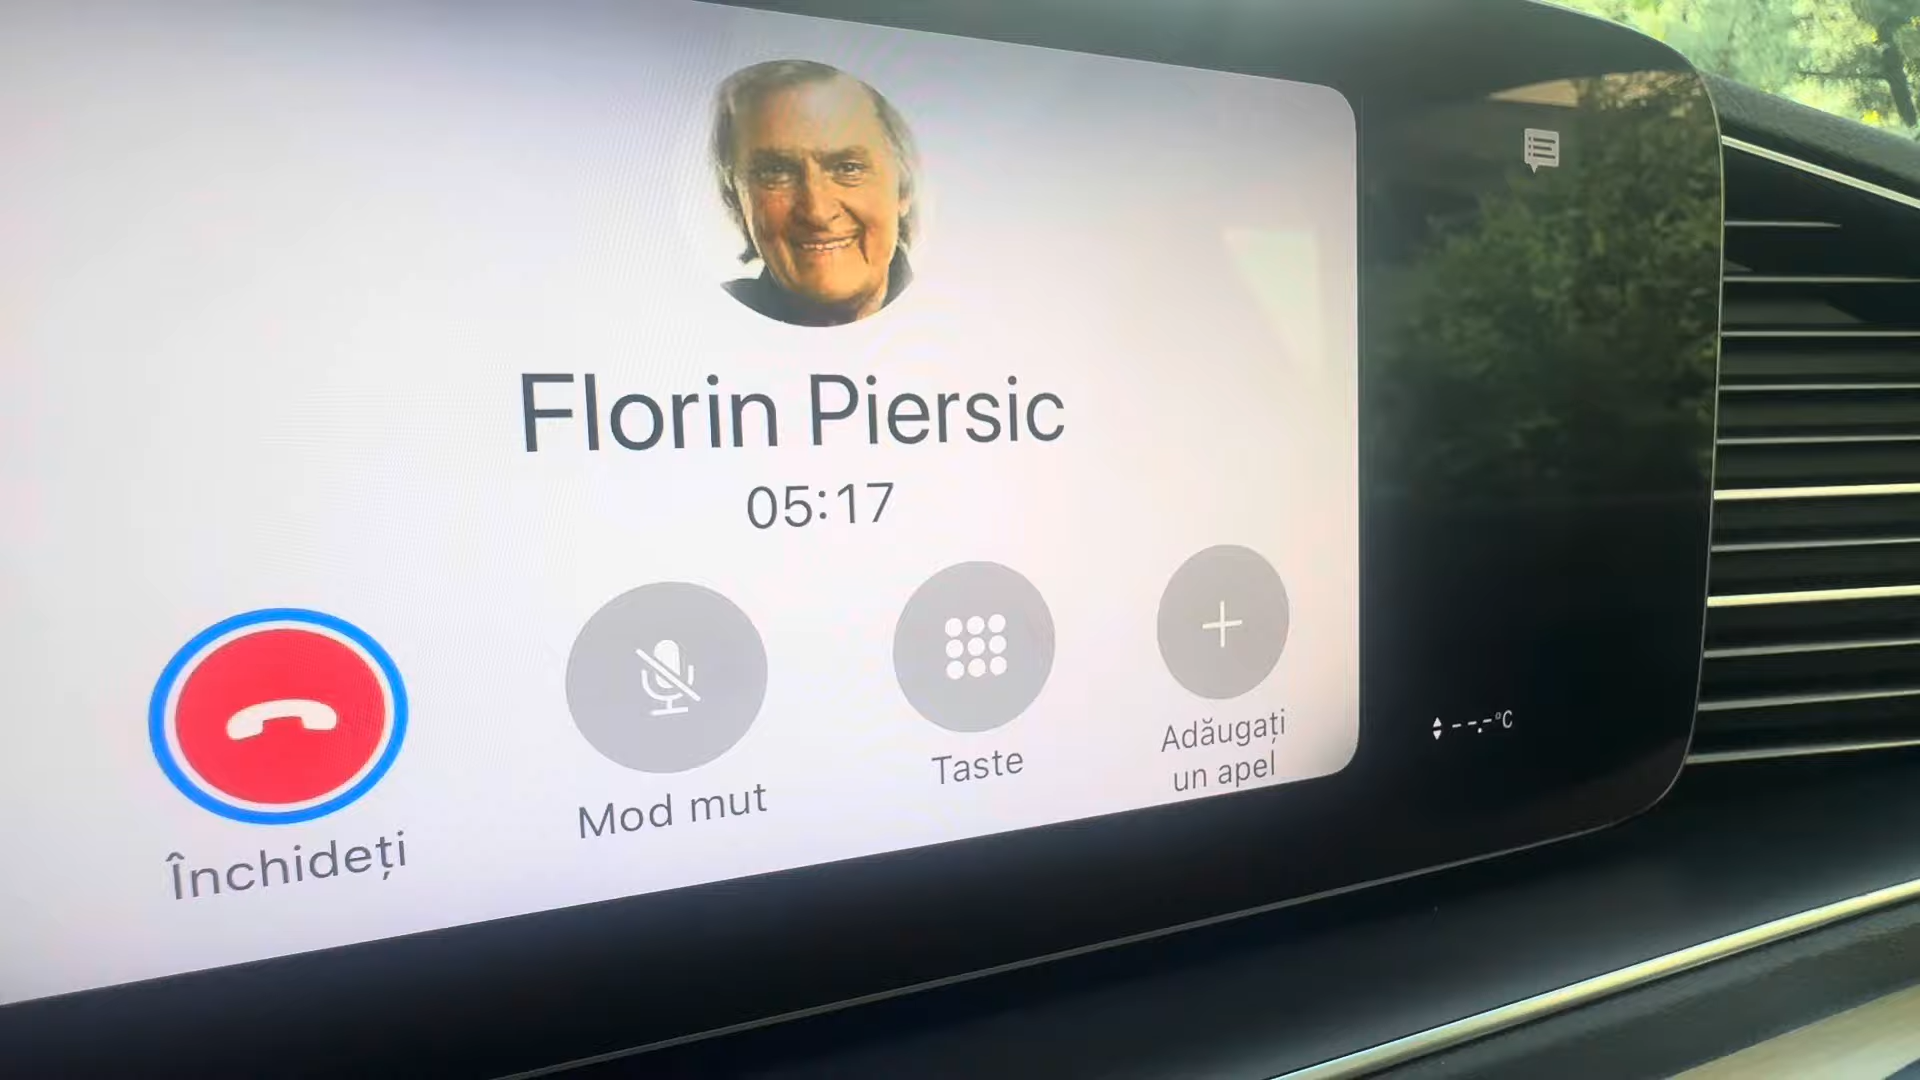 Florin Piersic
05:17
Închideți
Mod mut
Taste
Adăugați
un apel
--.-°C